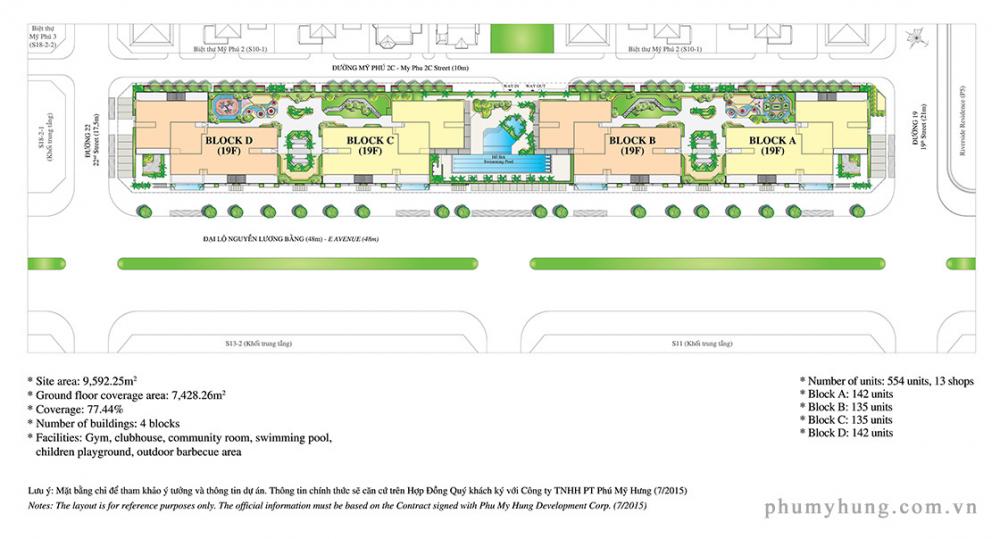 Biệt thự
Mỹ Phú 3
(S18-2-2)
Biệt thự Mỹ Phú 2 (S10-1)
Biệt thự Mỹ Phú 2 (S10-1)
ĐƯỜNG MỸ PHÚ 2C - My Phu 2C Street (10m)
WAY IN
WAY OUT
S18-2-1
(Khối trung tầng)
ĐƯỜNG 22
22nd Street (17,5m)
BLOCK D
(19F)
BLOCK C
(19F)
Hồ Bơi
Swimming Pool
BLOCK B
(19F)
BLOCK A
(19F)
ĐƯỜNG 19
19th Street (21m)
Riverside Residence (P5)
ĐẠI LỘ NGUYỄN LƯƠNG BẰNG (48m) - E AVENUE (48m)
S13-2 (Khối trung tầng)
S11 (Khối trung tầng)
* Site area: 9,592.25m²
* Ground floor coverage area: 7,428.26m²
* Coverage: 77.44%
* Number of buildings: 4 blocks
* Facilities: Gym, clubhouse, community room, swimming pool,
children playground, outdoor barbecue area
* Number of units: 554 units, 13 shops
* Block A: 142 units
* Block B: 135 units
* Block C: 135 units
* Block D: 142 units
Lưu ý: Mặt bằng chỉ để tham khảo ý tưởng và thông tin dự án. Thông tin chính thức sẽ căn cứ trên Hợp Đồng Quý khách ký với Công ty TNHH PT Phú Mỹ Hưng (7/2015)
Notes: The layout is for reference purposes only. The official information must be based on the Contract signed with Phu My Hung Development Corp. (7/2015)
phumyhung.com.vn